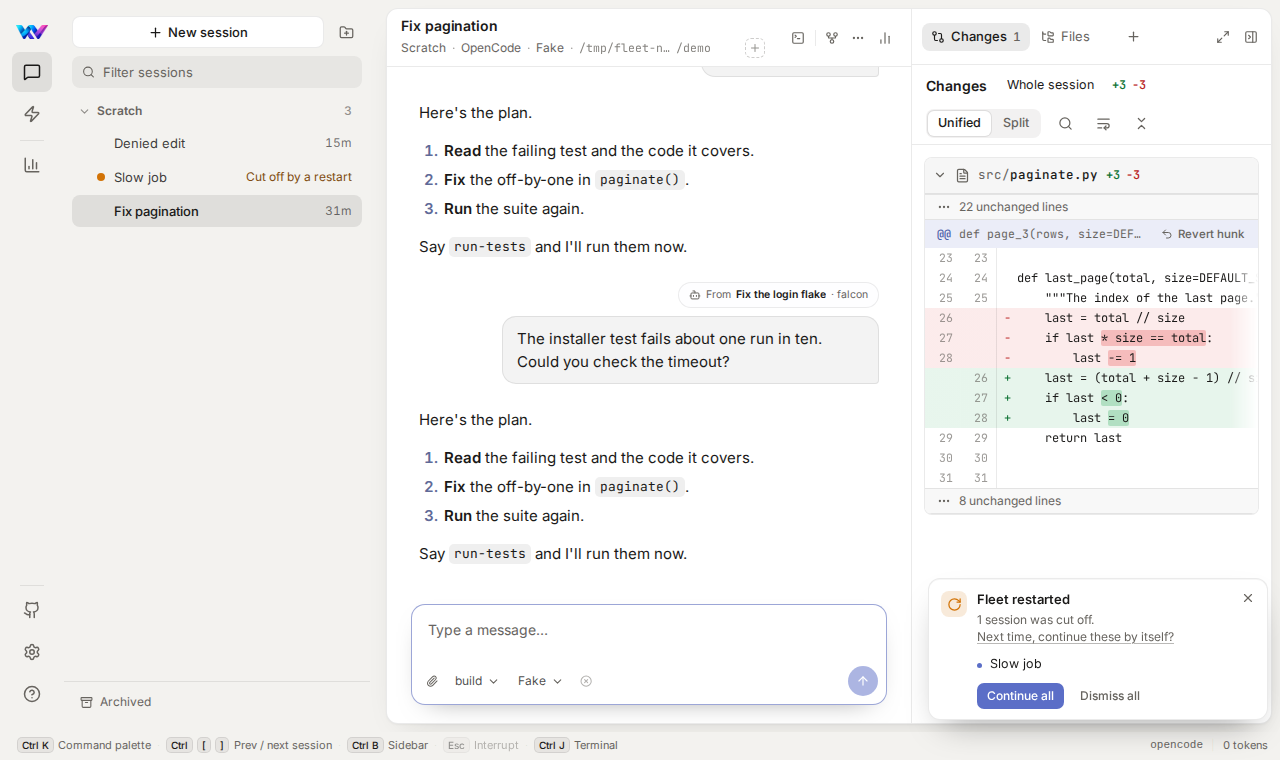 New session
Filter sessions
Scratch 3
Denied edit 15m
Slow job Cut off by a restart
Fix pagination 31m
Archived
Fix pagination
Scratch · OpenCode · Fake · /tmp/fleet-n… /demo
Here's the plan.
1. Read the failing test and the code it covers.
2. Fix the off-by-one in paginate().
3. Run the suite again.
Say run-tests and I'll run them now.
From Fix the login flake · falcon
The installer test fails about one run in ten.
Could you check the timeout?
Here's the plan.
1. Read the failing test and the code it covers.
2. Fix the off-by-one in paginate().
3. Run the suite again.
Say run-tests and I'll run them now.
Type a message...
build Fake
Changes 1 Files
Changes Whole session +3 -3
Unified Split
src/paginate.py +3 -3
··· 22 unchanged lines
@@ def page_3(rows, size=DEF… Revert hunk
23 23
24 24 def last_page(total, size=DEFAULT_
25 25 """The index of the last page.
26 - last = total // size
27 - if last * size == total:
28 - last -= 1
26 + last = (total + size - 1) // s
27 + if last < 0:
28 + last = 0
29 29 return last
30 30
31 31
··· 8 unchanged lines
Fleet restarted
1 session was cut off.
Next time, continue these by itself?
Slow job
Continue all Dismiss all
Ctrl K Command palette Ctrl [ ] Prev / next session Ctrl B Sidebar Esc Interrupt Ctrl J Terminal opencode 0 tokens